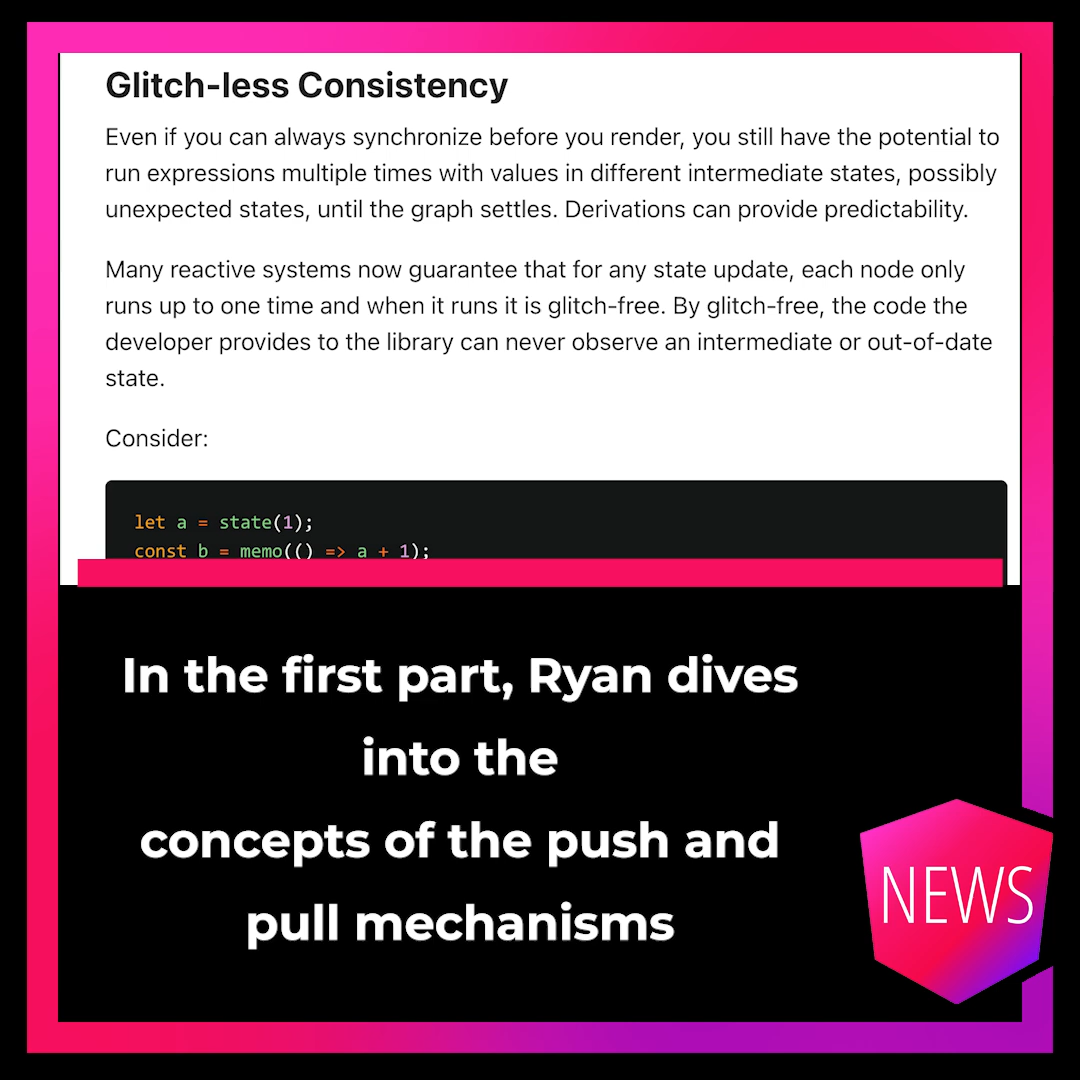 Glitch-less Consistency
Even if you can always synchronize before you render, you still have the potential to
run expressions multiple times with values in different intermediate states, possibly
unexpected states, until the graph settles. Derivations can provide predictability.
Many reactive systems now guarantee that for any state update, each node only
runs up to one time and when it runs it is glitch-free. By glitch-free, the code the
developer provides to the library can never observe an intermediate or out-of-date
state.
Consider:
let a = state(1);
const b = memo(() => a + 1);
In the first part, Ryan dives
into the
concepts of the push and
pull mechanisms
NEWS